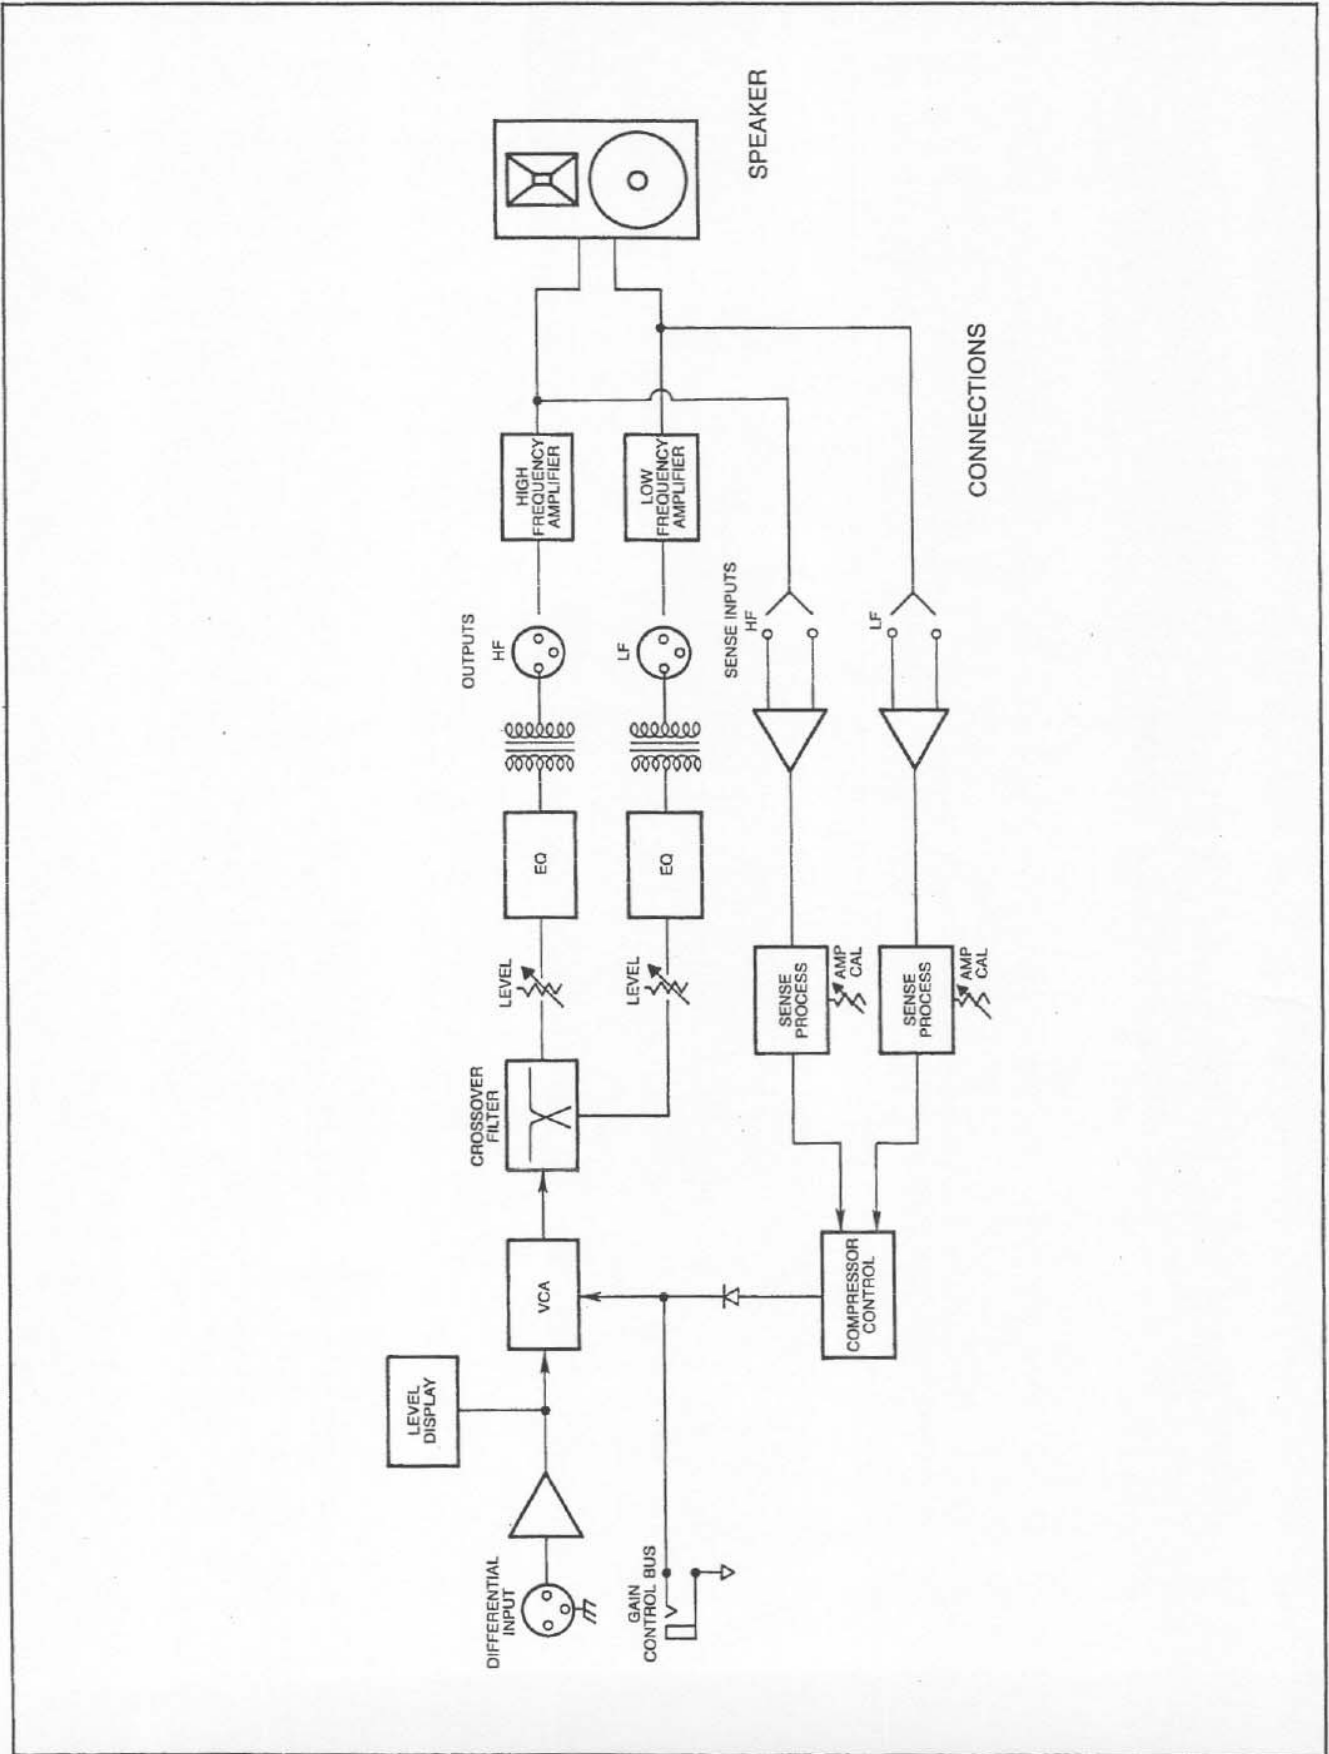 LEVEL
DISPLAY
DIFFERENTIAL
INPUT
VCA
CROSSOVER
FILTER
LEVEL
EQ
OUTPUTS
HF
HIGH
FREQUENCY
AMPLIFIER
LEVEL
EQ
LF
LOW
FREQUENCY
AMPLIFIER
SPEAKER
GAIN
CONTROL BUS
COMPRESSOR
CONTROL
SENSE
PROCESS
AMP
CAL
SENSE INPUTS
HF
SENSE
PROCESS
AMP
CAL
LF
CONNECTIONS